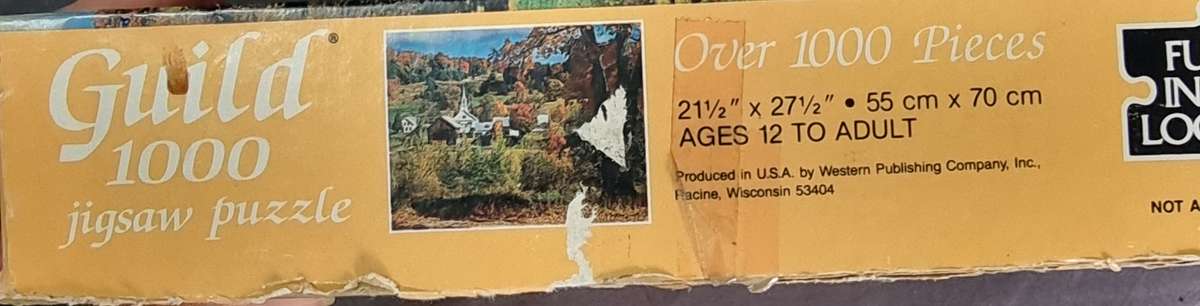 Guild®
1000
jigsaw puzzle
Over 1000 Pieces
21½" x 27½" • 55 cm x 70 cm
AGES 12 TO ADULT
Produced in U.S.A. by Western Publishing Company, Inc.,
Racine, Wisconsin 53404
FU
IN
LO
NOT A